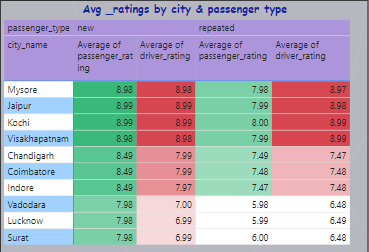 Avg _ratings by city & passenger type
passenger_type new repeated
city_name Average of passenger_rat ing Average of driver_rating Average of passenger_rating Average of driver_rating
Mysore 8.98 8.98 7.98 8.97
Jaipur 8.99 8.99 7.99 8.98
Kochi 8.99 8.99 8.00 8.99
Visakhapatnam 8.98 8.99 7.99 8.99
Chandigarh 8.49 7.99 7.49 7.47
Coimbatore 8.49 7.99 7.48 7.48
Indore 8.49 7.97 7.47 7.48
Vadodara 7.98 7.00 5.98 6.48
Lucknow 7.98 6.99 5.99 6.49
Surat 7.98 6.99 6.00 6.48